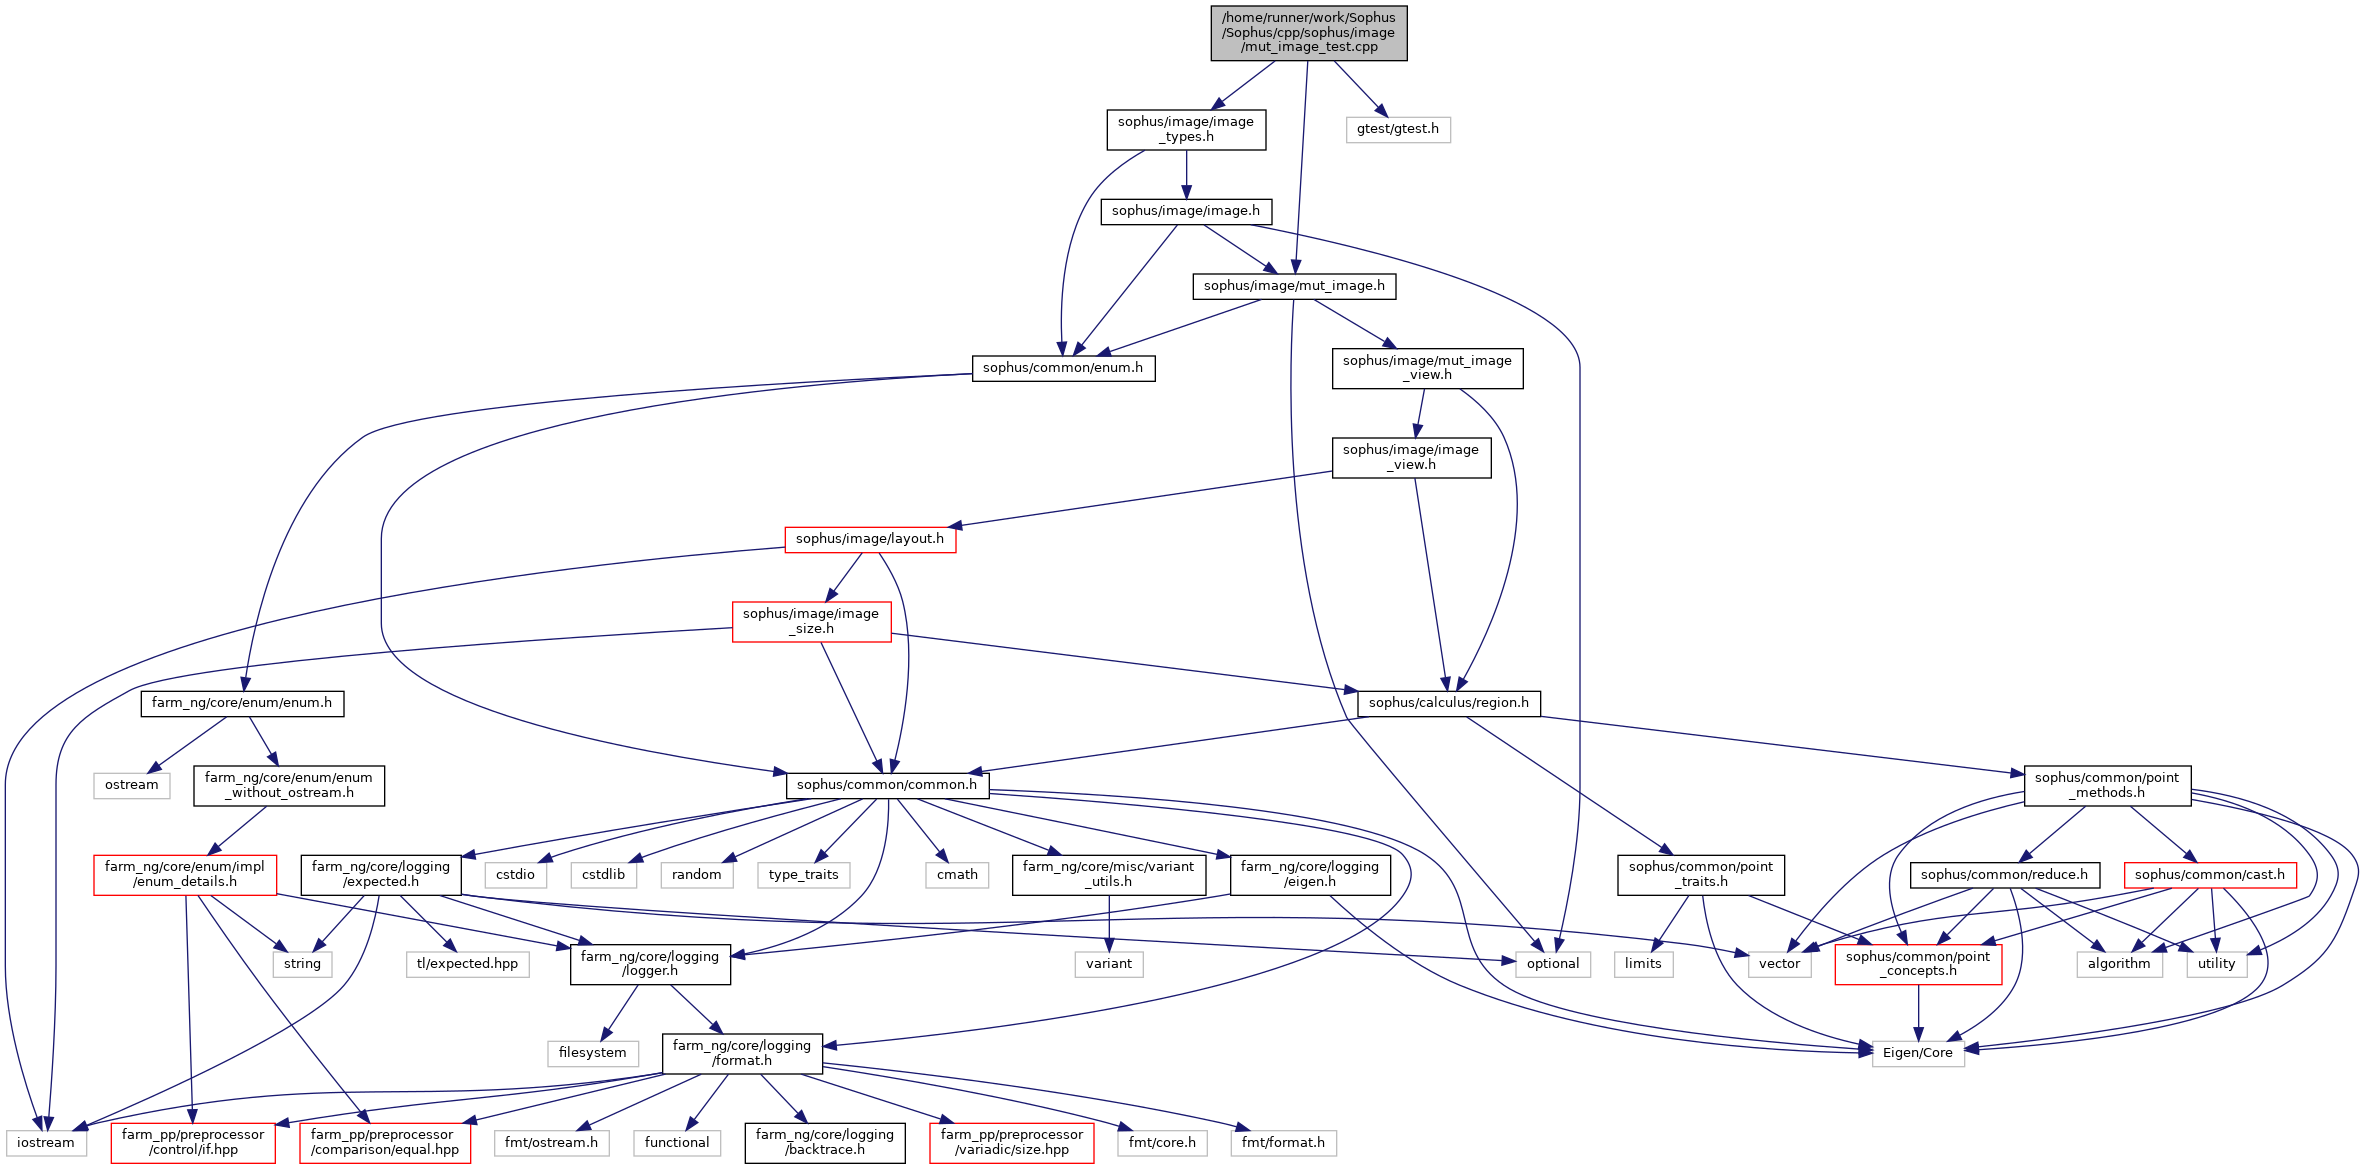 /home/runner/work/Sophus
/Sophus/cpp/sophus/image
/mut_image_test.cpp
sophus/image/image
_types.h
gtest/gtest.h
sophus/image/image.h
sophus/image/mut_image.h
sophus/common/enum.h
sophus/image/mut_image
_view.h
sophus/image/image
_view.h
sophus/image/layout.h
sophus/image/image
_size.h
farm_ng/core/enum/enum.h
sophus/calculus/region.h
ostream
farm_ng/core/enum/enum
_without_ostream.h
sophus/common/common.h
sophus/common/point
_methods.h
farm_ng/core/enum/impl
/enum_details.h
farm_ng/core/logging
/expected.h
cstdio
cstdlib
random
type_traits
cmath
farm_ng/core/misc/variant
_utils.h
farm_ng/core/logging
/eigen.h
sophus/common/point
_traits.h
sophus/common/reduce.h
sophus/common/cast.h
string
tl/expected.hpp
farm_ng/core/logging
/logger.h
variant
optional
limits
vector
sophus/common/point
_concepts.h
algorithm
utility
filesystem
farm_ng/core/logging
/format.h
Eigen/Core
iostream
farm_pp/preprocessor
/control/if.hpp
farm_pp/preprocessor
/comparison/equal.hpp
fmt/ostream.h
functional
farm_ng/core/logging
/backtrace.h
farm_pp/preprocessor
/variadic/size.hpp
fmt/core.h
fmt/format.h